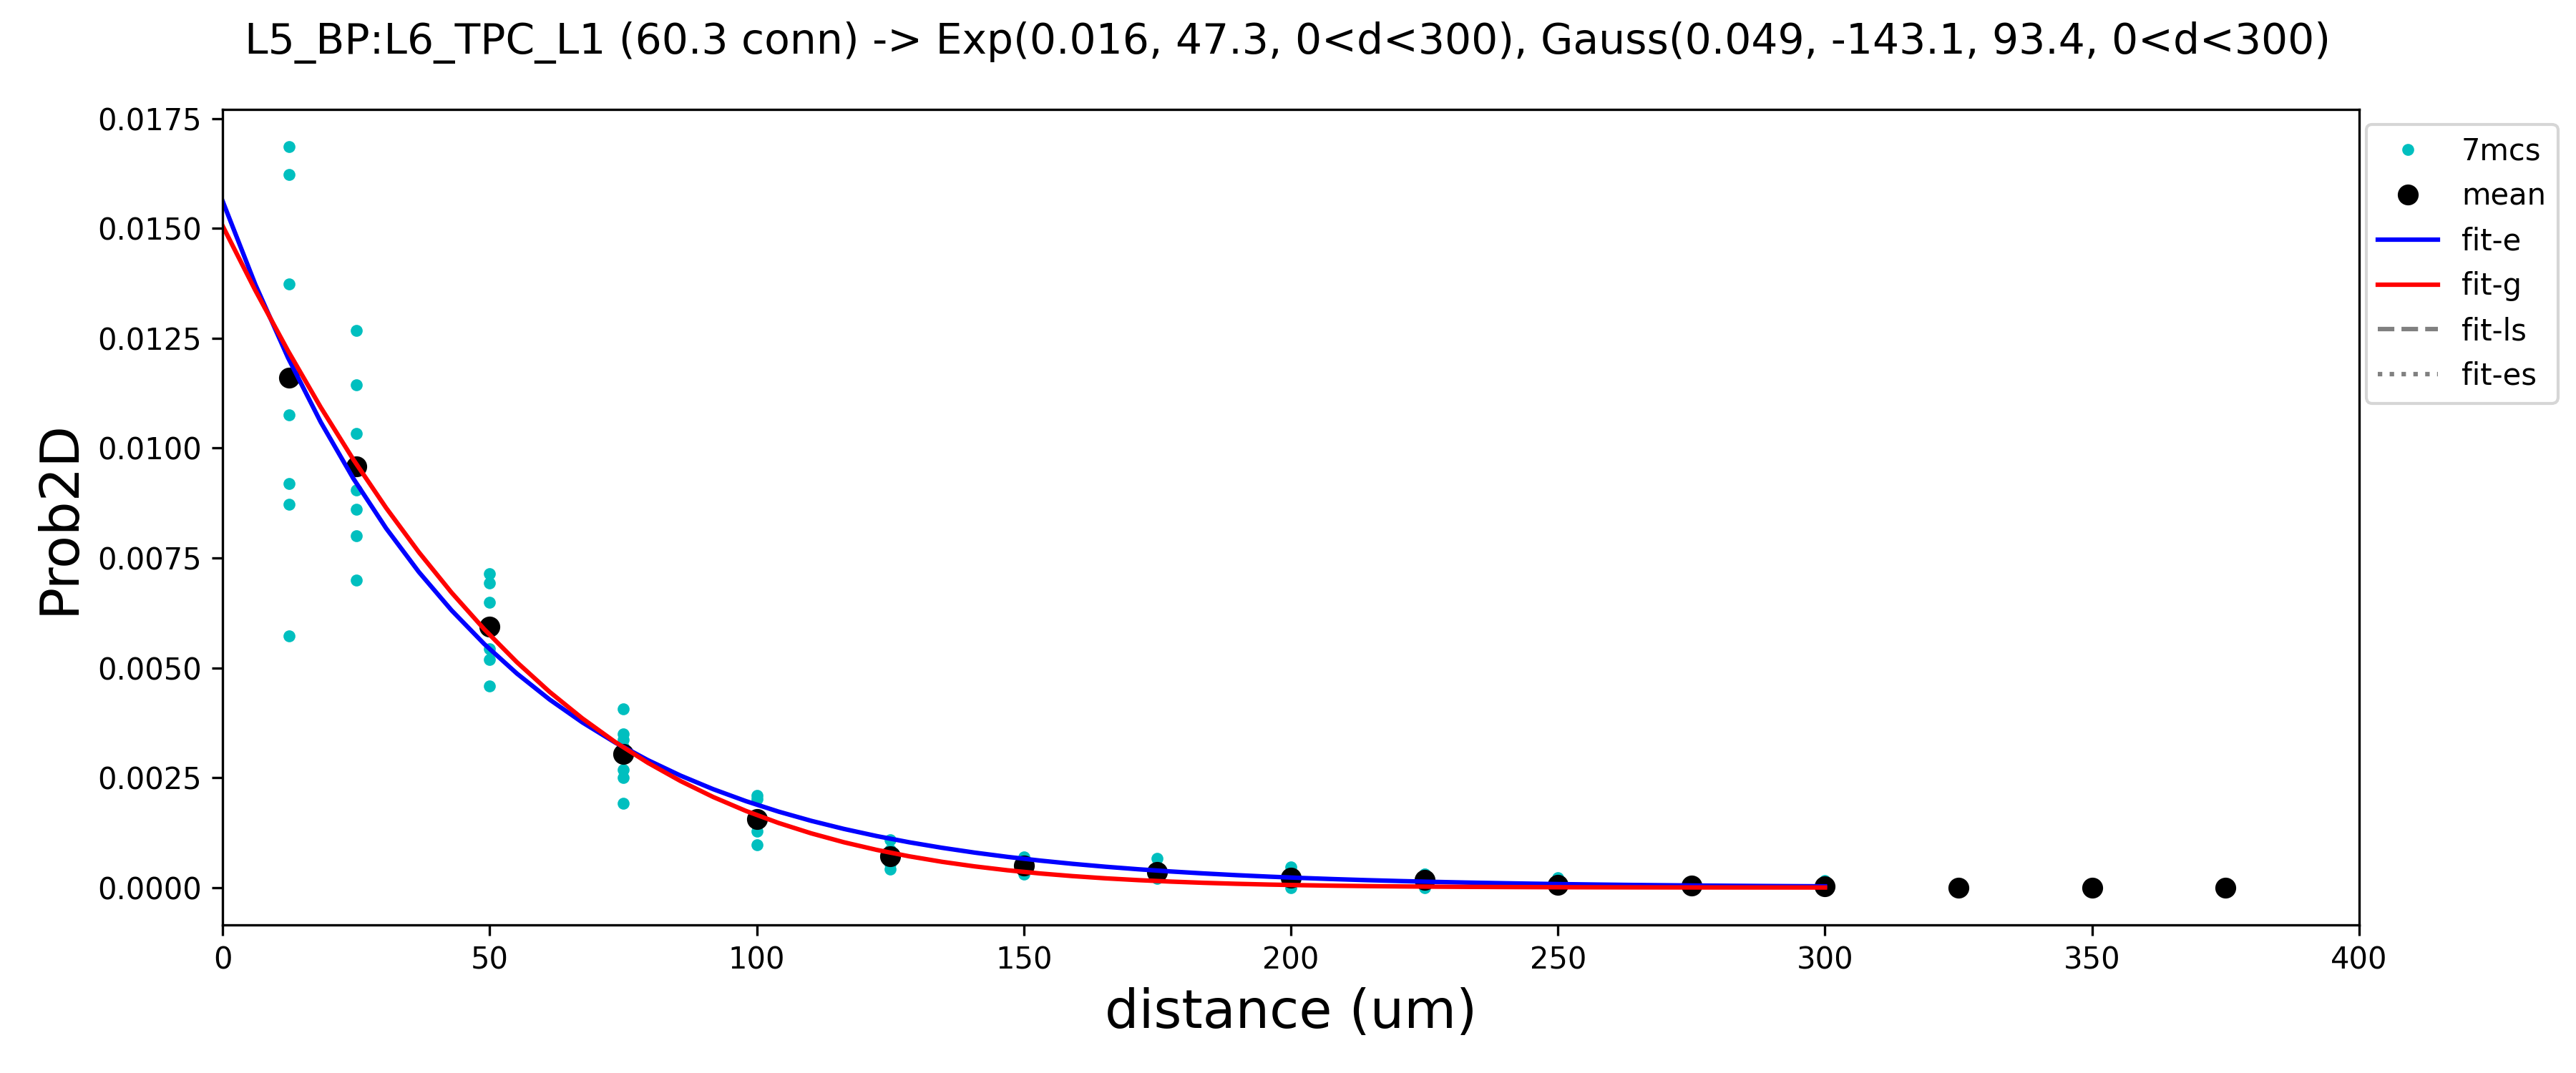 L5_BP:L6_TPC_L1 (60.3 conn) -> Exp(0.016, 47.3, 0<d<300), Gauss(0.049, -143.1, 93.4, 0<d<300)
0.0175
0.0150
0.0125
0.0100
0.0075
0.0050
0.0025
0.0000
Prob2D
0 50 100 150 200 250 300 350 400
distance (um)
7mcs
mean
fit-e
fit-g
fit-ls
fit-es